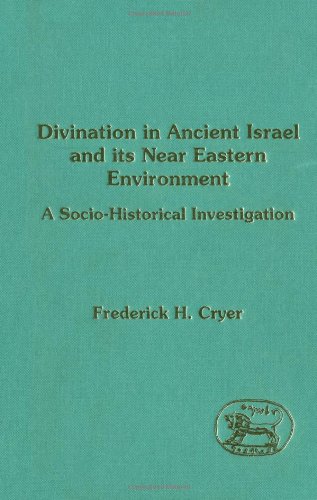 Divination in Ancient Israel
and its Near Eastern
Environment
A Socio-Historical Investigation
Frederick H. Cryer